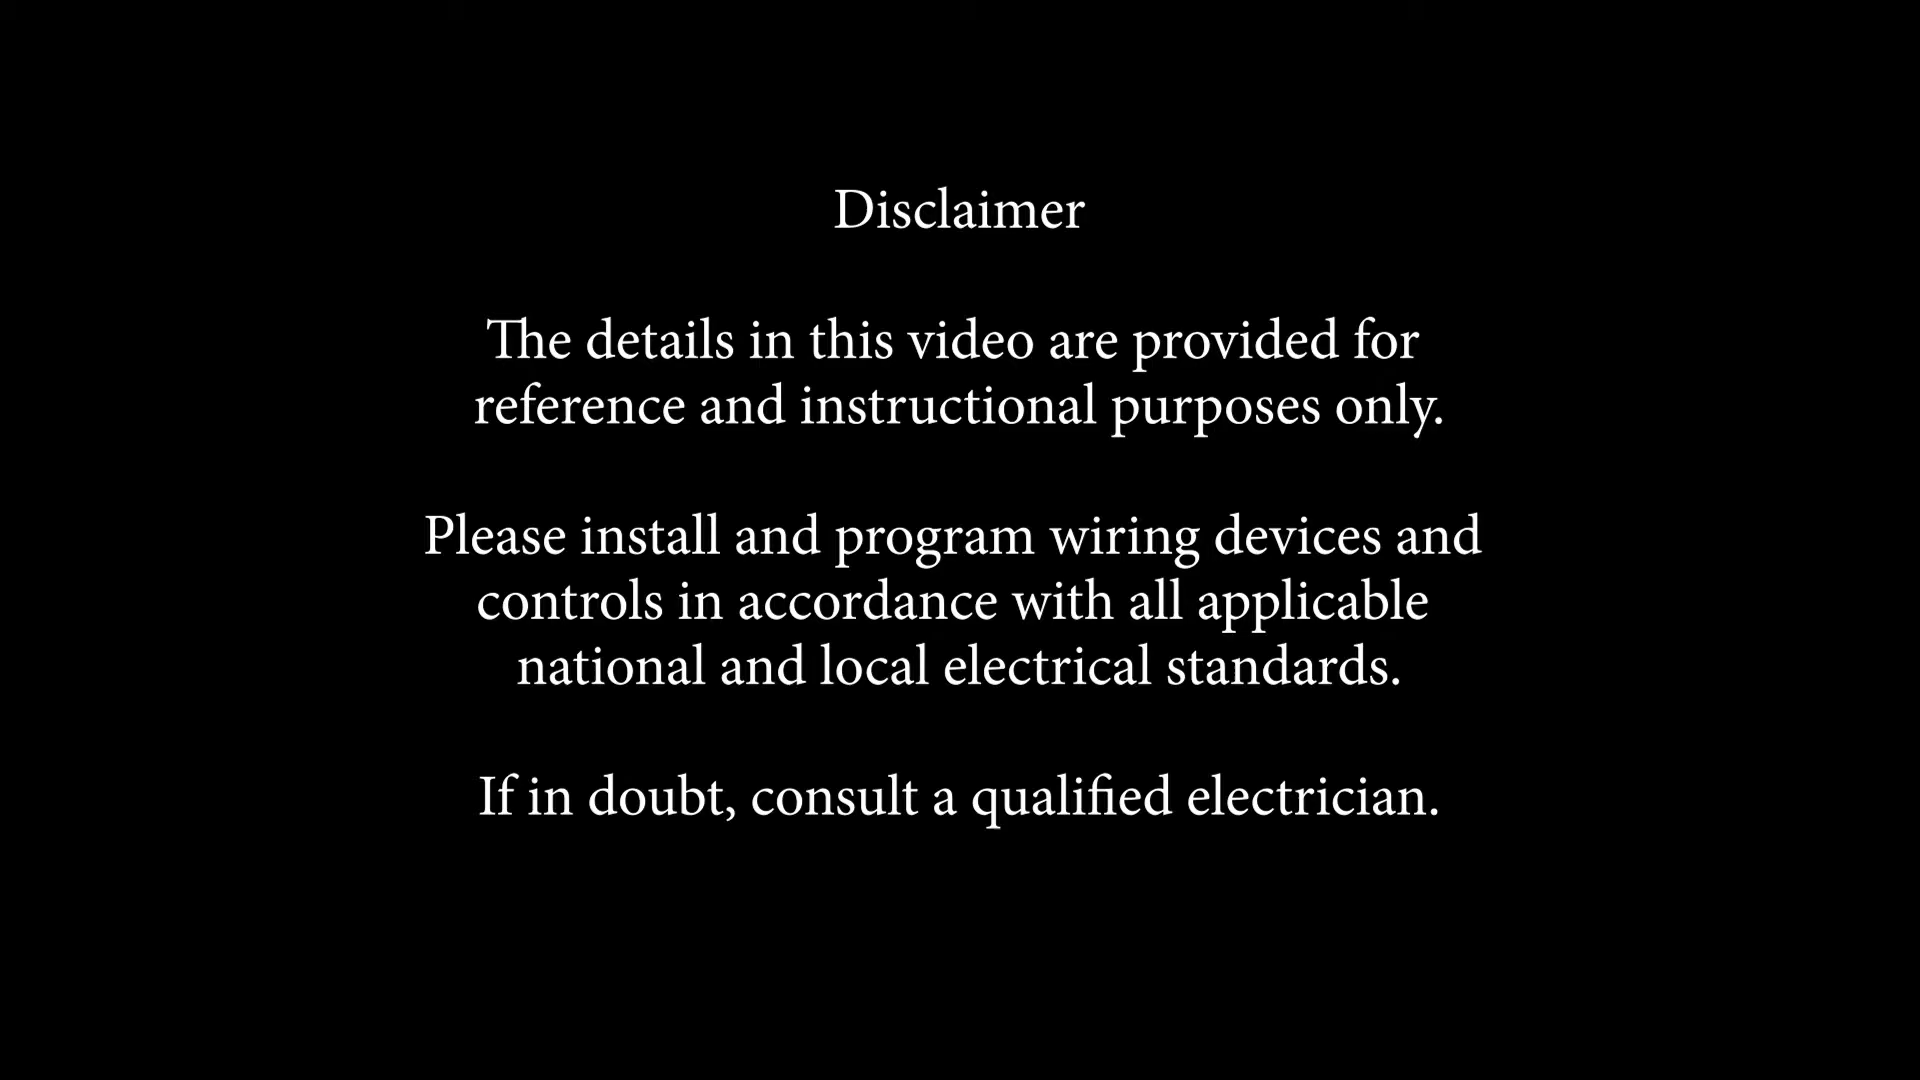 Disclaimer
The details in this video are provided for
reference and instructional purposes only.
Please install and program wiring devices and
controls in accordance with all applicable
national and local electrical standards.
If in doubt, consult a qualified electrician.